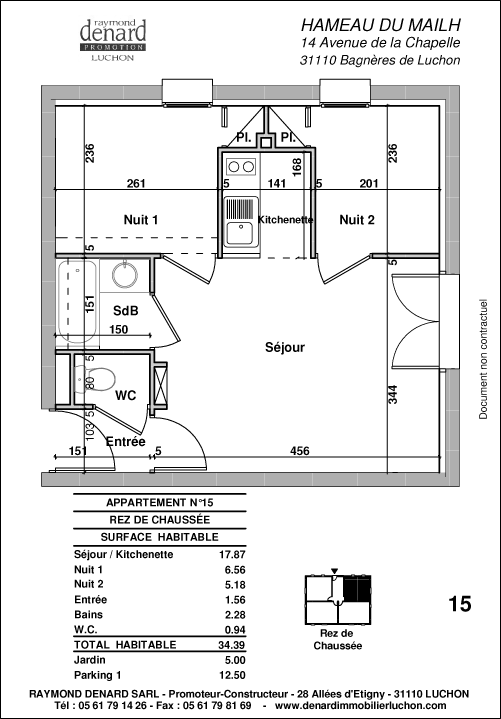 raymond
denard
PROMOTION
LUCHON
HAMEAU DU MAILH
14 Avenue de la Chapelle
31110 Bagnères de Luchon
Pl.
Pl.
236
168
236
261
5
141
5
201
Nuit 1
Kitchenette
Nuit 2
5
5
151
SdB
150
Séjour
5
80
WC
344
5
103
Entrée
151
5
456
Document non contractuel
APPARTEMENT N°15
REZ DE CHAUSSÉE
SURFACE HABITABLE
Séjour / Kitchenette 17.87
Nuit 1 6.56
Nuit 2 5.18
Entrée 1.56
Bains 2.28
W.C. 0.94
TOTAL HABITABLE 34.39
Jardin 5.00
Parking 1 12.50
Rez de
Chaussée
15
RAYMOND DENARD SARL - Promoteur-Constructeur - 28 Allées d'Etigny - 31110 LUCHON
Tél : 05 61 79 14 26 - Fax : 05 61 79 81 69 - www.denardimmobilierluchon.com